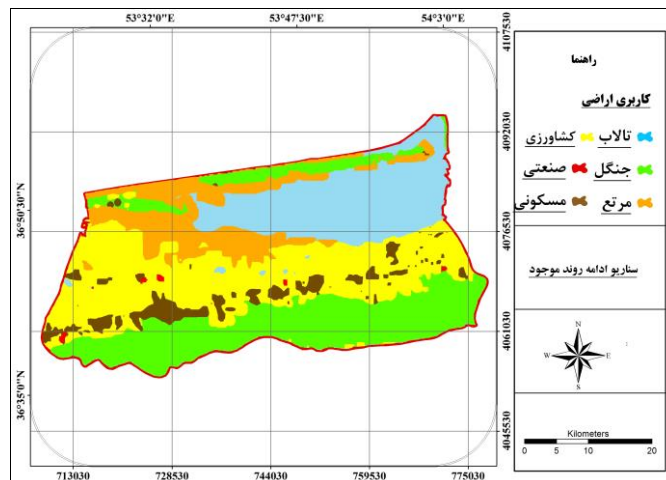 53°32'0"E 53°47'30"E 54°3'0"E
4107530
4092030
4076530
4061030
4045530
36°50'30"N
36°35'0"N
713030 728530 744030 759530 775030
راهنما
کاربری اراضی
تالاب کشاورزی
جنگل صنعتی
مرتع مسکونی
سناریو ادامه روند موجود
N
W E
S
Kilometers
0 5 10 20